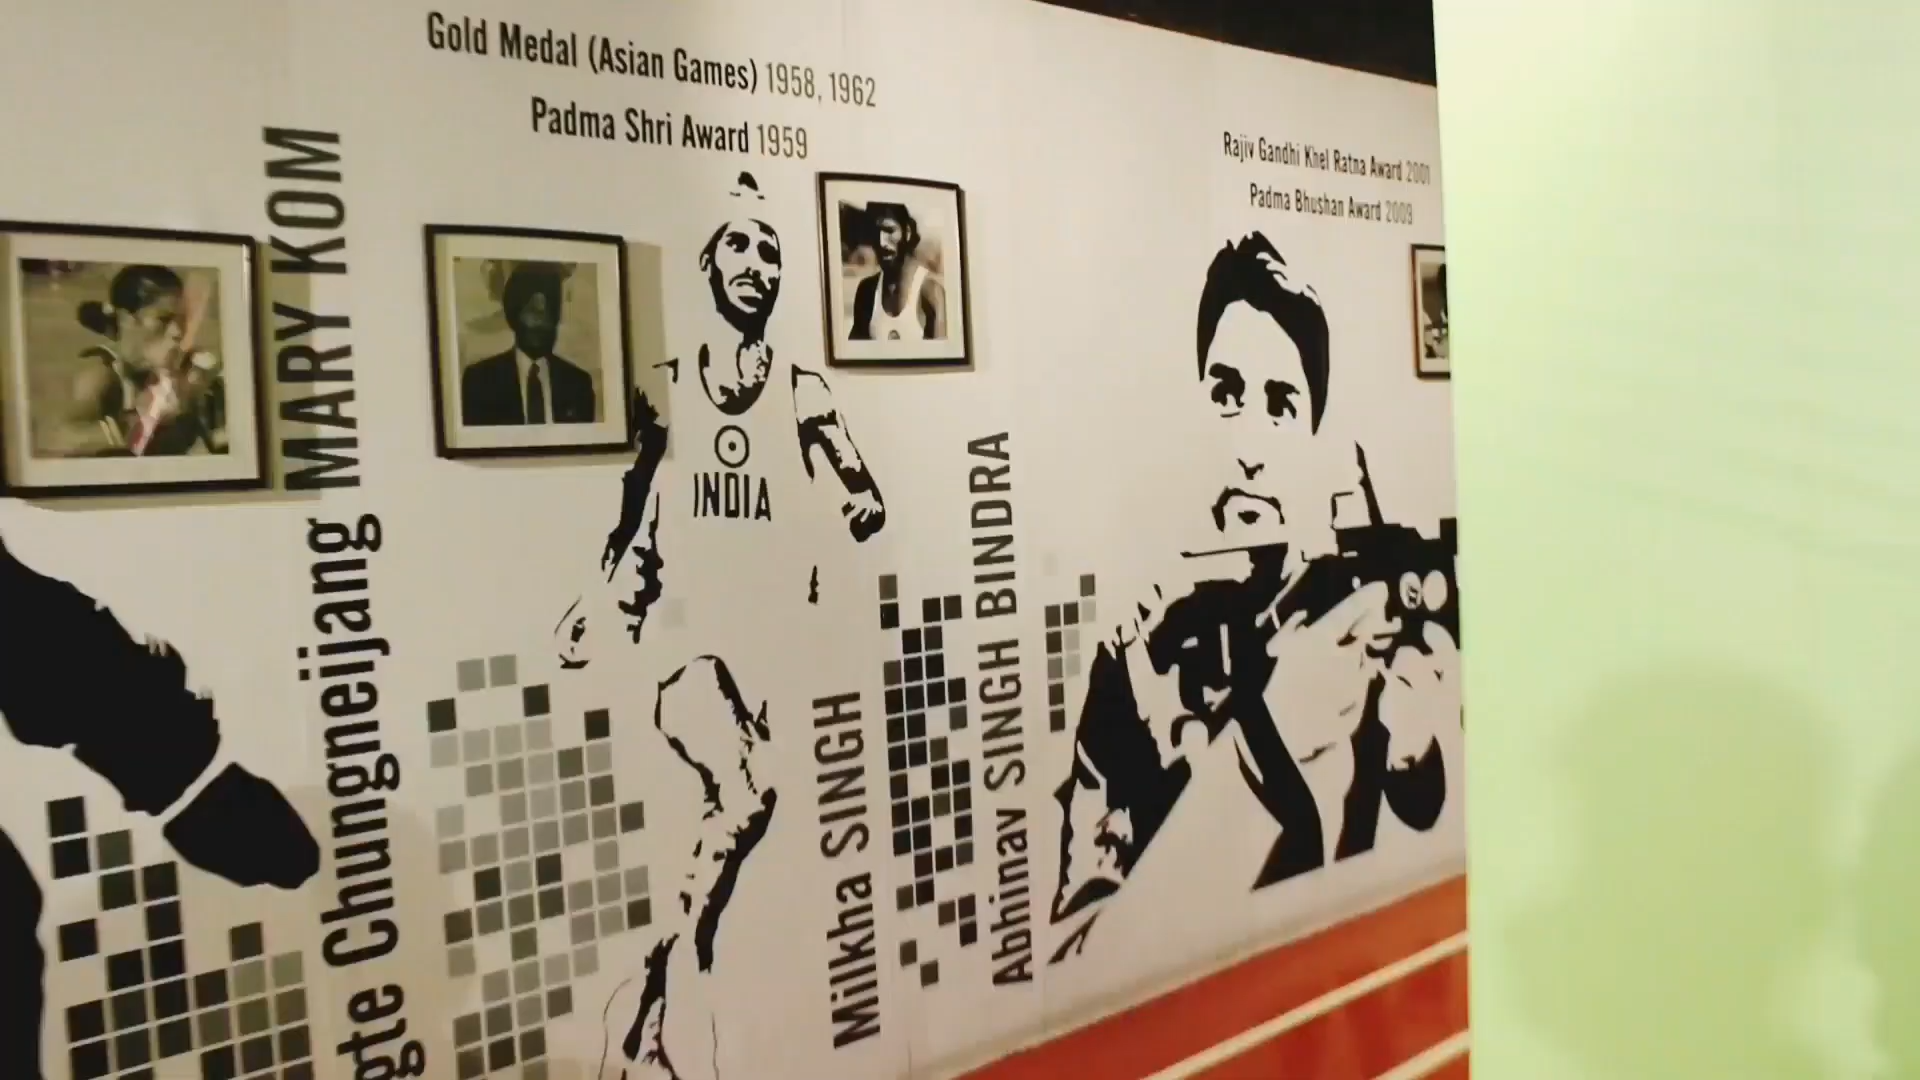 Gold Medal (Asian Games) 1958, 1962
Padma Shri Award 1959
Rajiv Gandhi Khel Ratna Award 2001
Padma Bhushan Award 2009
Chungneijang MARY KOM
INDIA
Milkha SINGH
Abhinav SINGH BINDRA